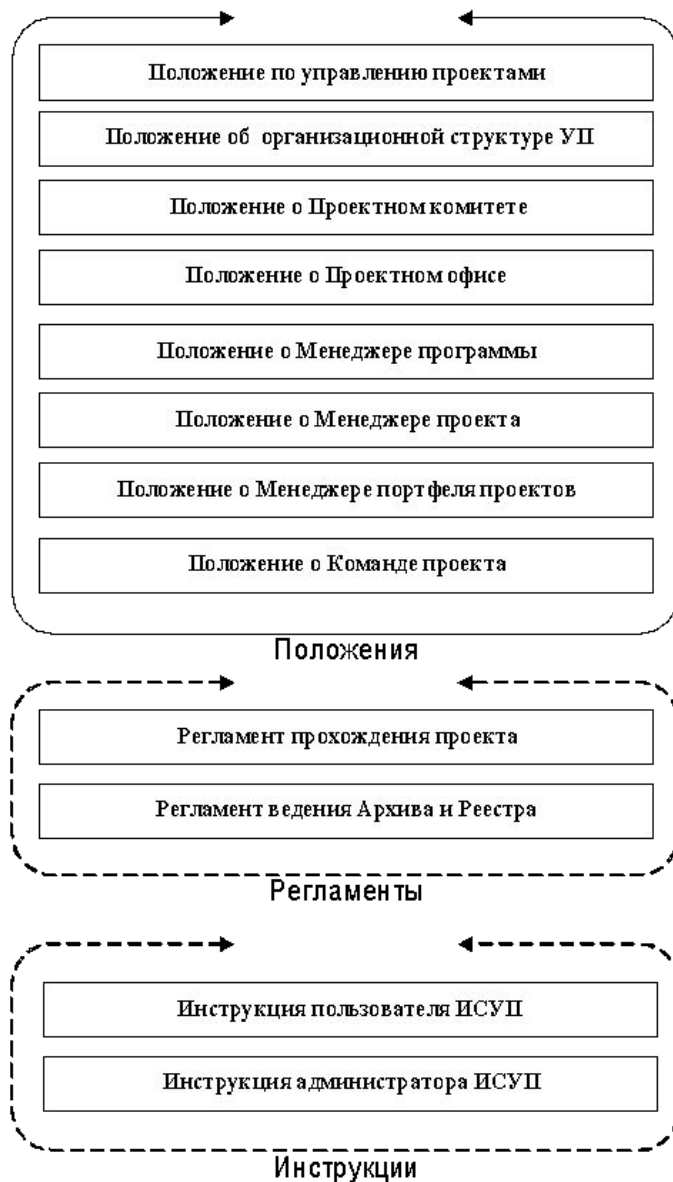 Положение по управлению проектами
Положение об организационной структуре УП
Положение о Проектном комитете
Положение о Проектном офисе
Положение о Менеджере программы
Положение о Менеджере проекта
Положение о Менеджере портфеля проектов
Положение о Команде проекта
Положения
Регламент прохождения проекта
Регламент ведения Архива и Реестра
Регламенты
Инструкция пользователя ИСУП
Инструкция администратора ИСУП
Инструкции